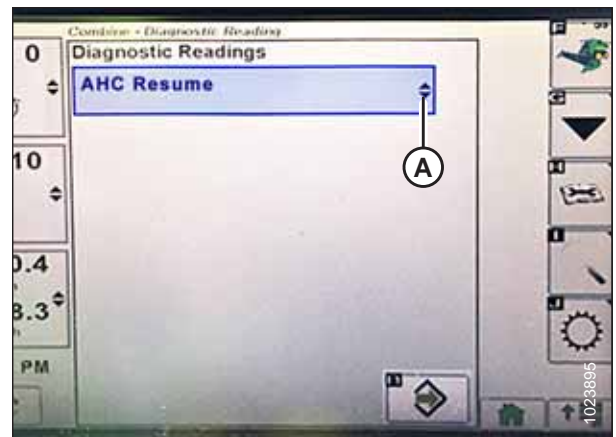 Combine - Diagnostic Reading
0
Diagnostic Readings
AHC Resume
A
10
0.4
8.3
PM
1023895